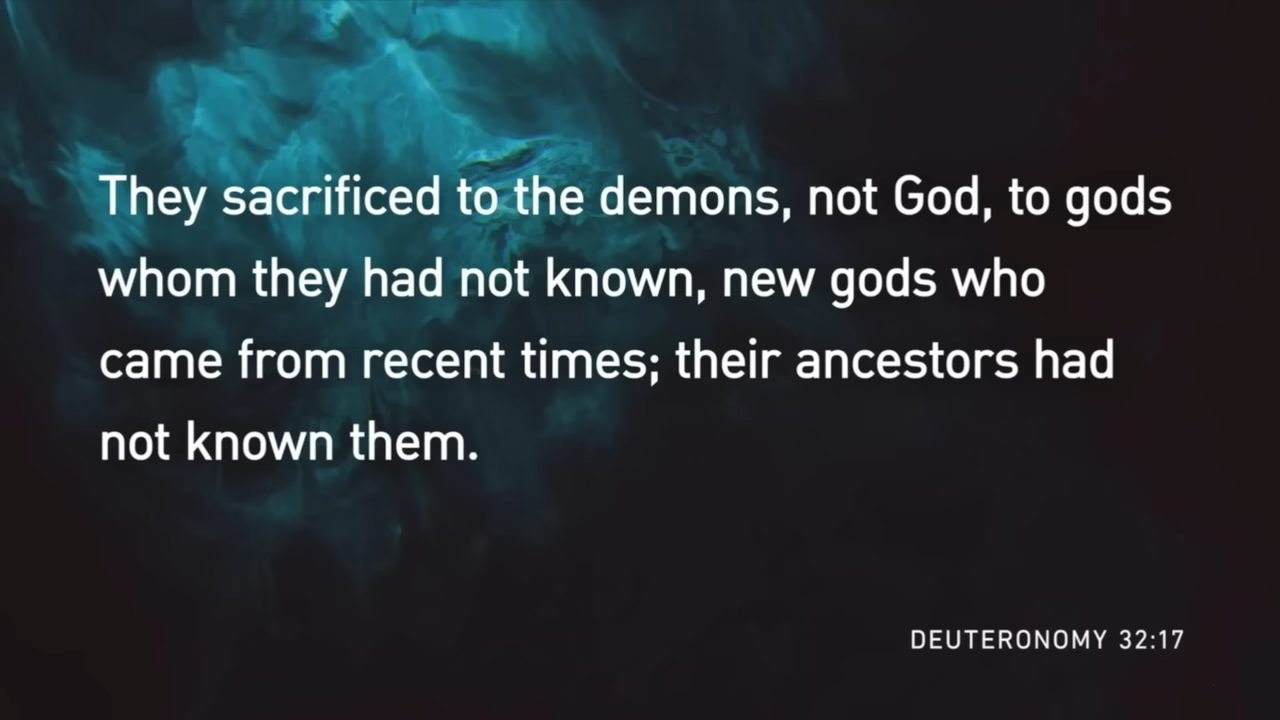 They sacrificed to the demons, not God, to gods
whom they had not known, new gods who
came from recent times; their ancestors had
not known them.
DEUTERONOMY 32:17